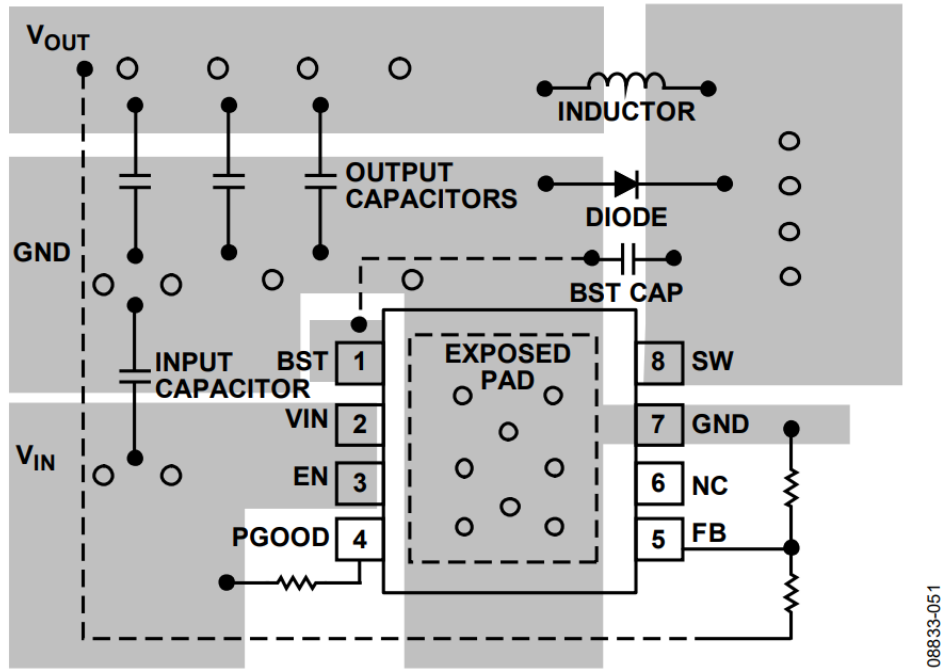 VOUT
INDUCTOR
OUTPUT
CAPACITORS
DIODE
GND
BST CAP
BST
1
EXPOSED
PAD
8
SW
INPUT
CAPACITOR
VIN
2
7
GND
VIN
EN
3
6
NC
PGOOD
4
5
FB
08833-051